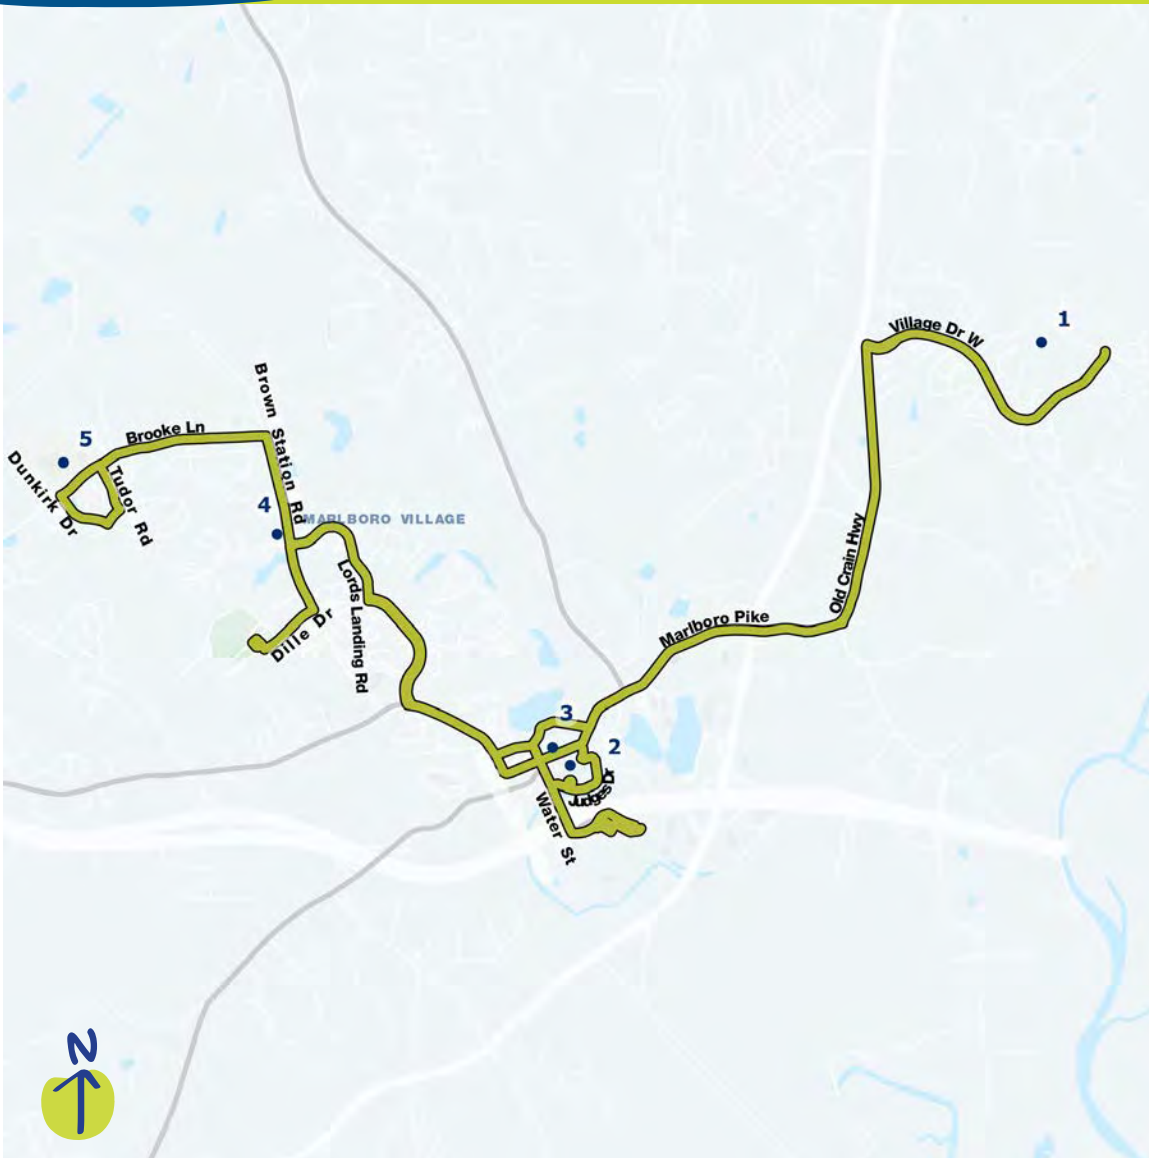 1
Village Dr W
Brown Station Rd
Brooke Ln
5
Dunkirk Dr
Tudor Rd
4
MARLBORO VILLAGE
Old Crain Hwy
Lords Landing Rd
Marlboro Pike
Dille Dr
3
2
Judges Dr
Water St
N